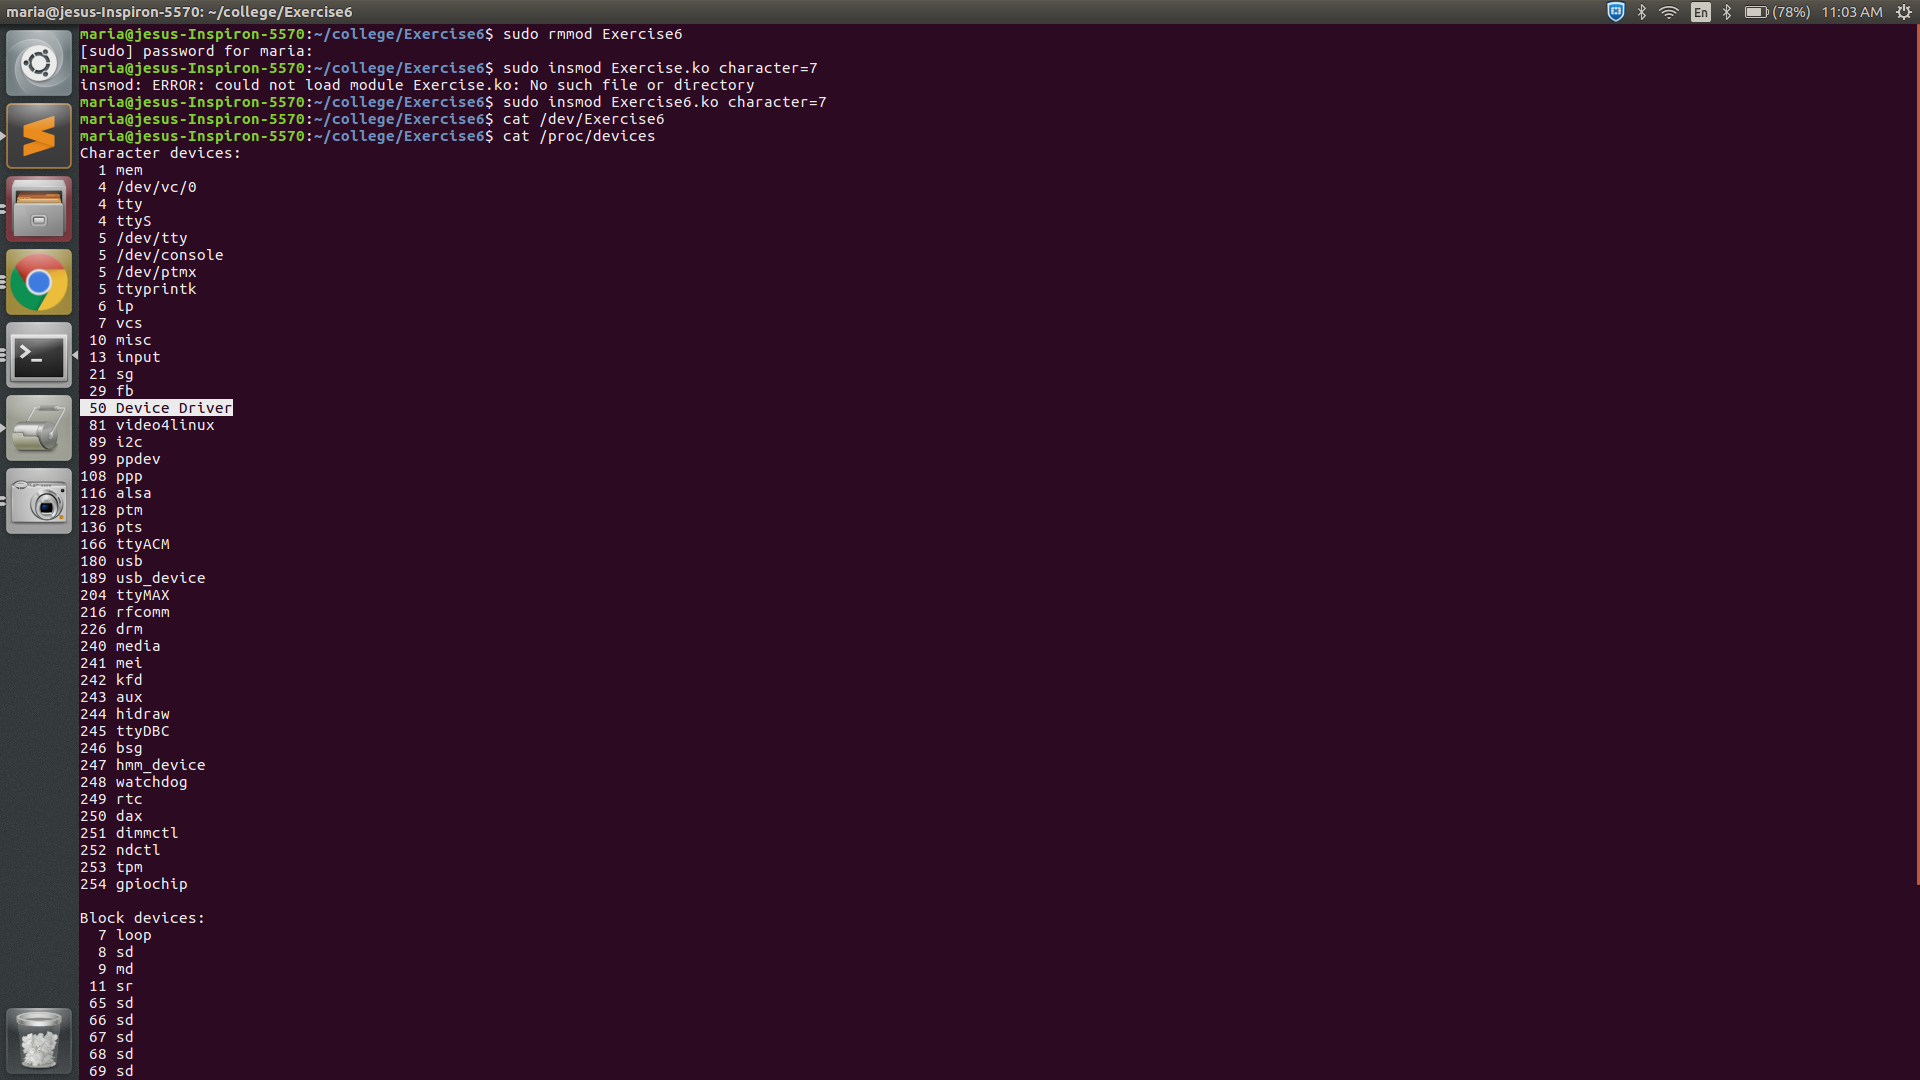 maria@jesus-Inspiron-5570: ~/college/Exercise6
En
(78%)
11:03 AM
maria@jesus-Inspiron-5570:~/college/Exercise6$ sudo rmmod Exercise6
[sudo] password for maria:
maria@jesus-Inspiron-5570:~/college/Exercise6$ sudo insmod Exercise.ko character=7
insmod: ERROR: could not load module Exercise.ko: No such file or directory
maria@jesus-Inspiron-5570:~/college/Exercise6$ sudo insmod Exercise6.ko character=7
maria@jesus-Inspiron-5570:~/college/Exercise6$ cat /dev/Exercise6
maria@jesus-Inspiron-5570:~/college/Exercise6$ cat /proc/devices
Character devices:
1 mem
4 /dev/vc/0
4 tty
4 ttyS
5 /dev/tty
5 /dev/console
5 /dev/ptmx
5 ttyprintk
6 lp
7 vcs
10 misc
13 input
21 sg
29 fb
50 Device Driver
81 video4linux
89 i2c
99 ppdev
108 ppp
116 alsa
128 ptm
136 pts
166 ttyACM
180 usb
189 usb_device
204 ttyMAX
216 rfcomm
226 drm
240 media
241 mei
242 kfd
243 aux
244 hidraw
245 ttyDBC
246 bsg
247 hmm_device
248 watchdog
249 rtc
250 dax
251 dimmctl
252 ndctl
253 tpm
254 gpiochip
Block devices:
7 loop
8 sd
9 md
11 sr
65 sd
66 sd
67 sd
68 sd
69 sd